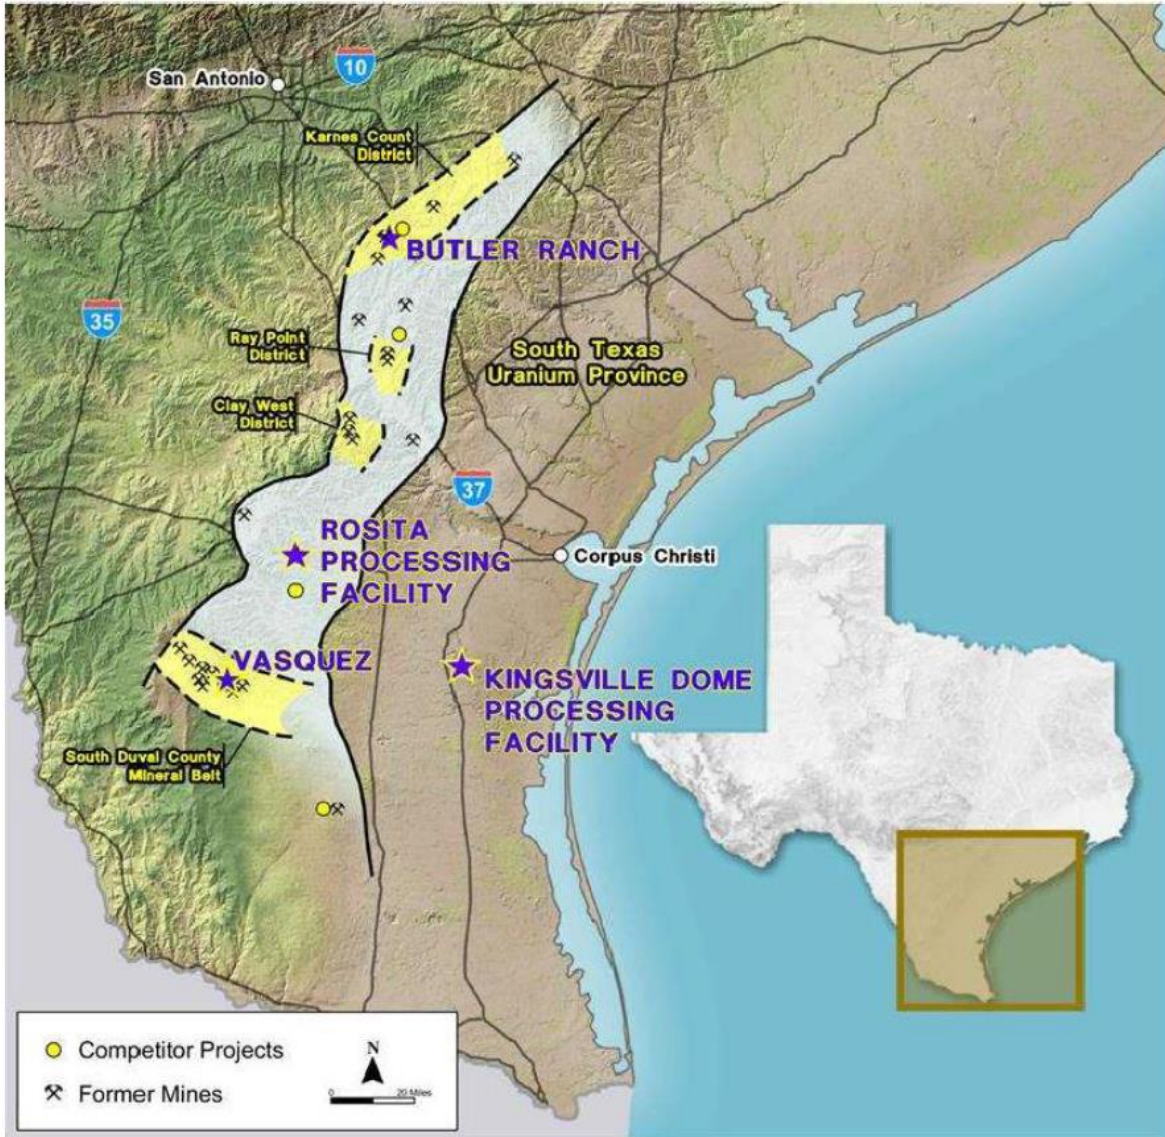 San Antonio
10
Karnes Count
District
BUTLER RANCH
35
Ray Point
District
South Texas
Uranium Province
Clay West
District
37
ROSITA
PROCESSING
FACILITY
Corpus Christi
VASQUEZ
KINGSVILLE DOME
PROCESSING
FACILITY
South Duval County
Mineral Belt
Competitor Projects
Former Mines
N
0 20 Miles